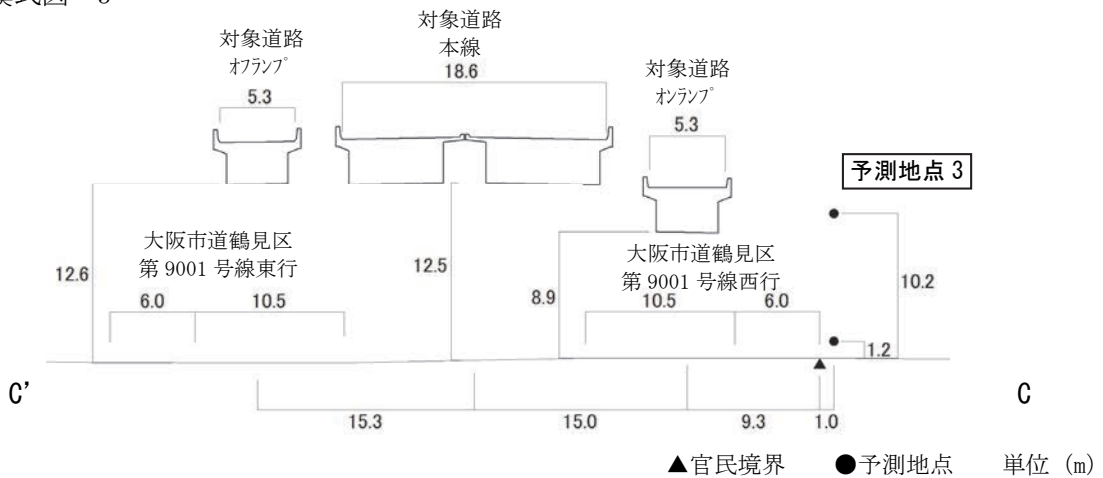 対象道路
オフランプ
5.3
対象道路
本線
18.6
対象道路
オンランプ
5.3
予測地点 3
大阪市道鶴見区
第 9001 号線東行
12.6
6.0
10.5
12.5
大阪市道鶴見区
第 9001 号線西行
8.9
10.5
6.0
10.2
1.2
C’
C
15.3
15.0
9.3
1.0
▲官民境界 ●予測地点 単位 (m)